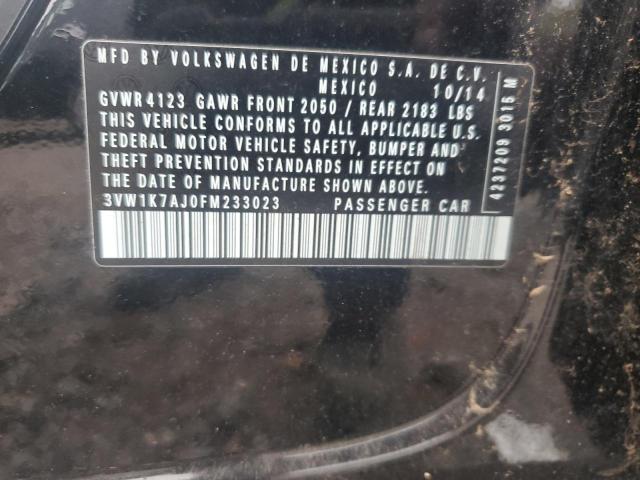 MFD BY VOLKSWAGEN DE MEXICO S.A. DE C.V.
MEXICO 10/14
GVWR 4123 GAWR FRONT 2050 / REAR 2183 LBS
THIS VEHICLE CONFORMS TO ALL APPLICABLE U.S.
FEDERAL MOTOR VEHICLE SAFETY, BUMPER AND
THEFT PREVENTION STANDARDS IN EFFECT ON
THE DATE OF MANUFACTURE SHOWN ABOVE.
3VW1K7AJ0FM233023 PASSENGER CAR
4237209 3015 M